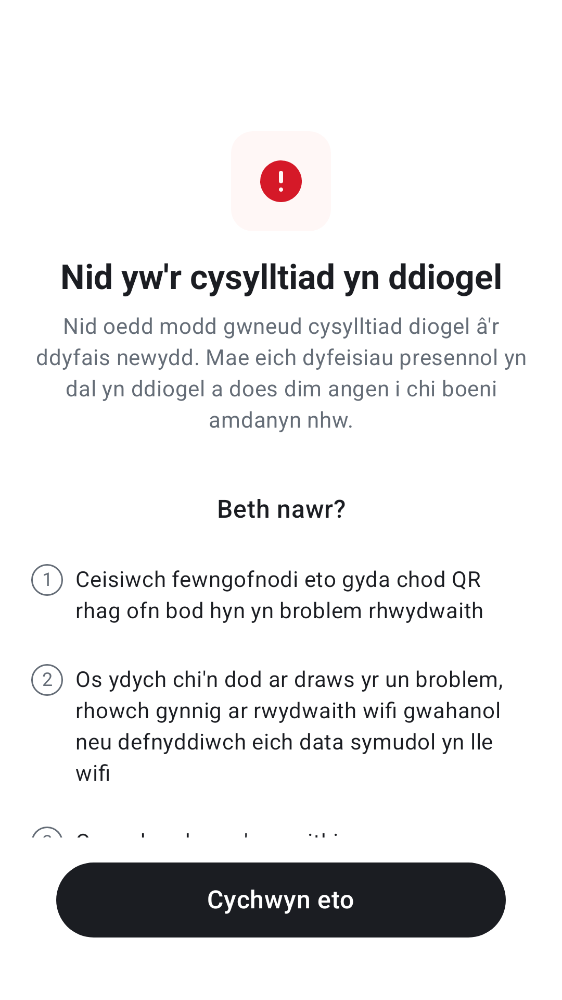 Nid yw'r cysylltiad yn ddiogel
Nid oedd modd gwneud cysylltiad diogel â'r
ddyfais newydd. Mae eich dyfeisiau presennol yn
dal yn ddiogel a does dim angen i chi boeni
amdanyn nhw.
Beth nawr?
1 Ceisiwch fewngofnodi eto gyda chod QR
rhag ofn bod hyn yn broblem rhwydwaith
2 Os ydych chi'n dod ar draws yr un broblem,
rhowch gynnig ar rwydwaith wifi gwahanol
neu defnyddiwch eich data symudol yn lle
wifi
Cychwyn eto